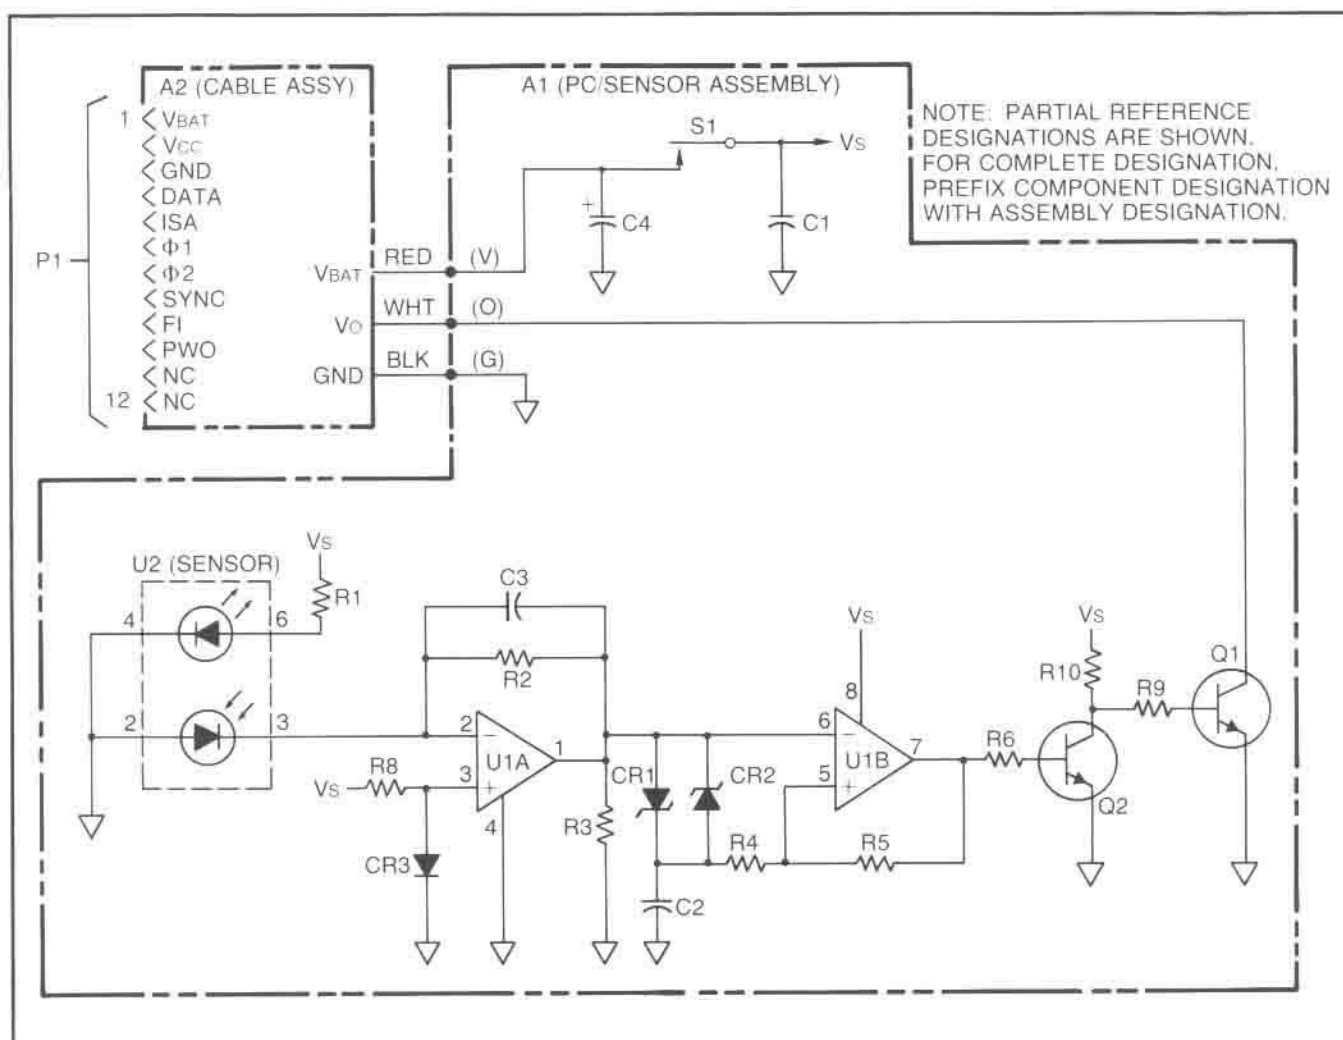 A2 (CABLE ASSY)
A1 (PC/SENSOR ASSEMBLY)
NOTE: PARTIAL REFERENCE
DESIGNATIONS ARE SHOWN.
FOR COMPLETE DESIGNATION,
PREFIX COMPONENT DESIGNATION
WITH ASSEMBLY DESIGNATION.
P1
1 VBAT
VCC
GND
DATA
ISA
Φ1
Φ2
SYNC
FI
PWO
NC
12 NC
VBAT RED (V)
VO WHT (O)
GND BLK (G)
S1
VS
+
C4
C1
U2 (SENSOR)
VS
R1
4
6
2
3
C3
R2
2
−
U1A
1
3
+
4
VS
R8
CR3
R3
CR1
CR2
C2
R4
R5
VS
8
6
−
U1B
7
5
+
R6
VS
R10
Q2
R9
Q1